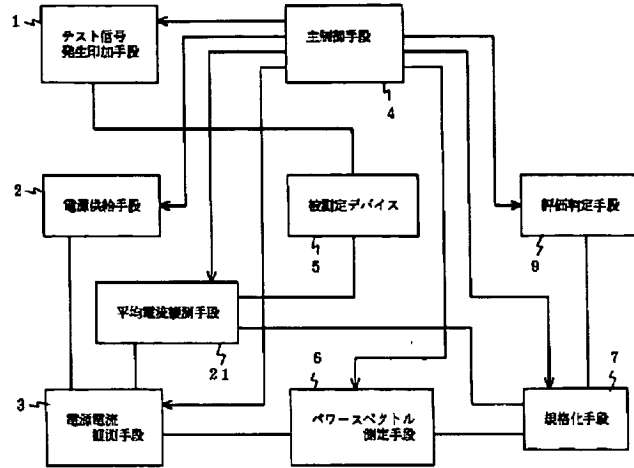 1
テスト信号
発生印加手段
主制御手段
4
2
電源供給手段
被測定デバイス
5
評価判定手段
9
平均電流観測手段
21
3
電源電流
観測手段
6
パワースペクトル
測定手段
7
規格化手段